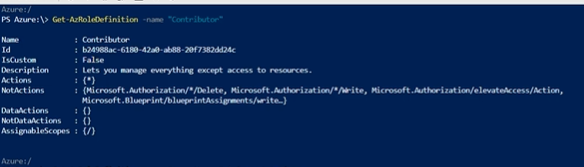 Azure:/
PS Azure:\> Get-AzRoleDefinition -name "Contributor"
Name : Contributor
Id : b24988ac-6180-42a0-ab88-20f7382dd24c
IsCustom : False
Description : Lets you manage everything except access to resources.
Actions : {*}
NotActions : {Microsoft.Authorization/*/Delete, Microsoft.Authorization/*/Write, Microsoft.Authorization/elevateAccess/Action,
Microsoft.Blueprint/blueprintAssignments/write…}
DataActions : {}
NotDataActions : {}
AssignableScopes : {/}
Azure:/